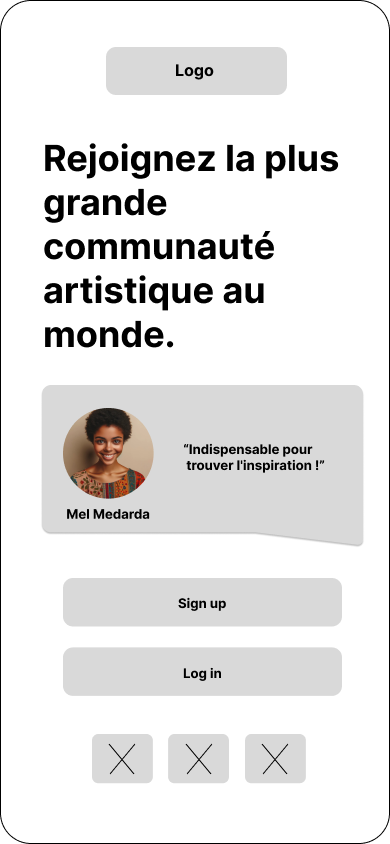 Logo
Rejoignez la plus
grande
communauté
artistique au
monde.
“Indispensable pour
trouver l'inspiration !”
Mel Medarda
Sign up
Log in